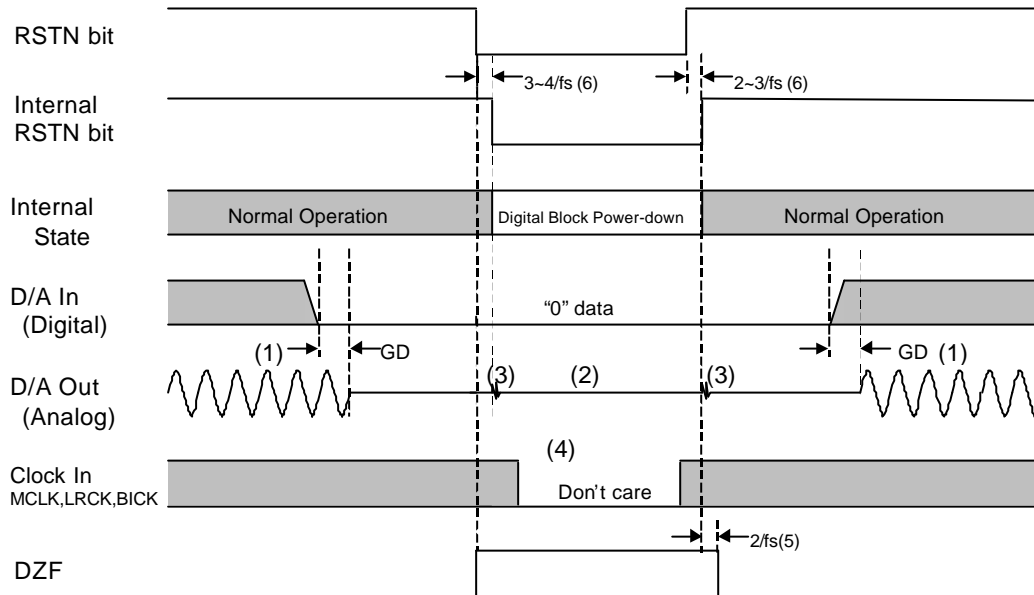 RSTN bit
3~4/fs (6)
2~3/fs (6)
Internal
RSTN bit
Internal
State
Normal Operation
Digital Block Power-down
Normal Operation
D/A In
(Digital)
“0” data
(1)
GD
GD
(1)
D/A Out
(Analog)
(3)
(2)
(3)
(4)
Clock In
MCLK,LRCK,BICK
Don’t care
2/fs(5)
DZF